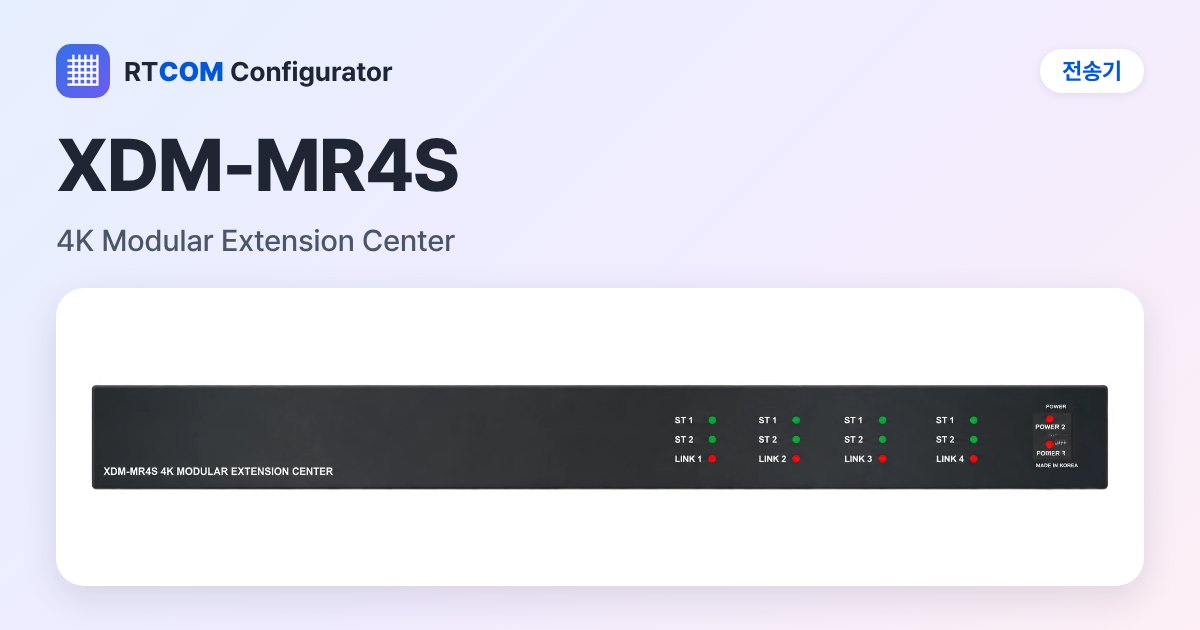 RTCOM Configurator
전송기
XDM-MR4S
4K Modular Extension Center
POWER
ST 1 ST 1 ST 1 ST 1
POWER 2
ST 2 ST 2 ST 2 ST 2
LINK 1 LINK 2 LINK 3 LINK 4
MADE IN KOREA
XDM-MR4S 4K MODULAR EXTENSION CENTER